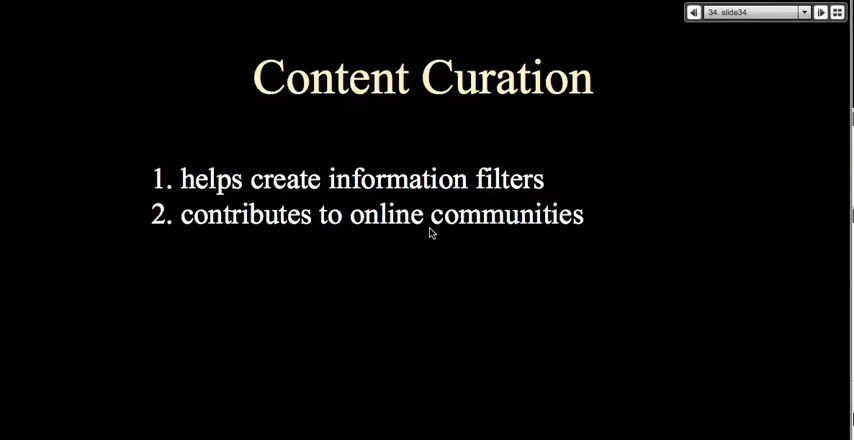 34. slide34
Content Curation
1. helps create information filters
2. contributes to online communities